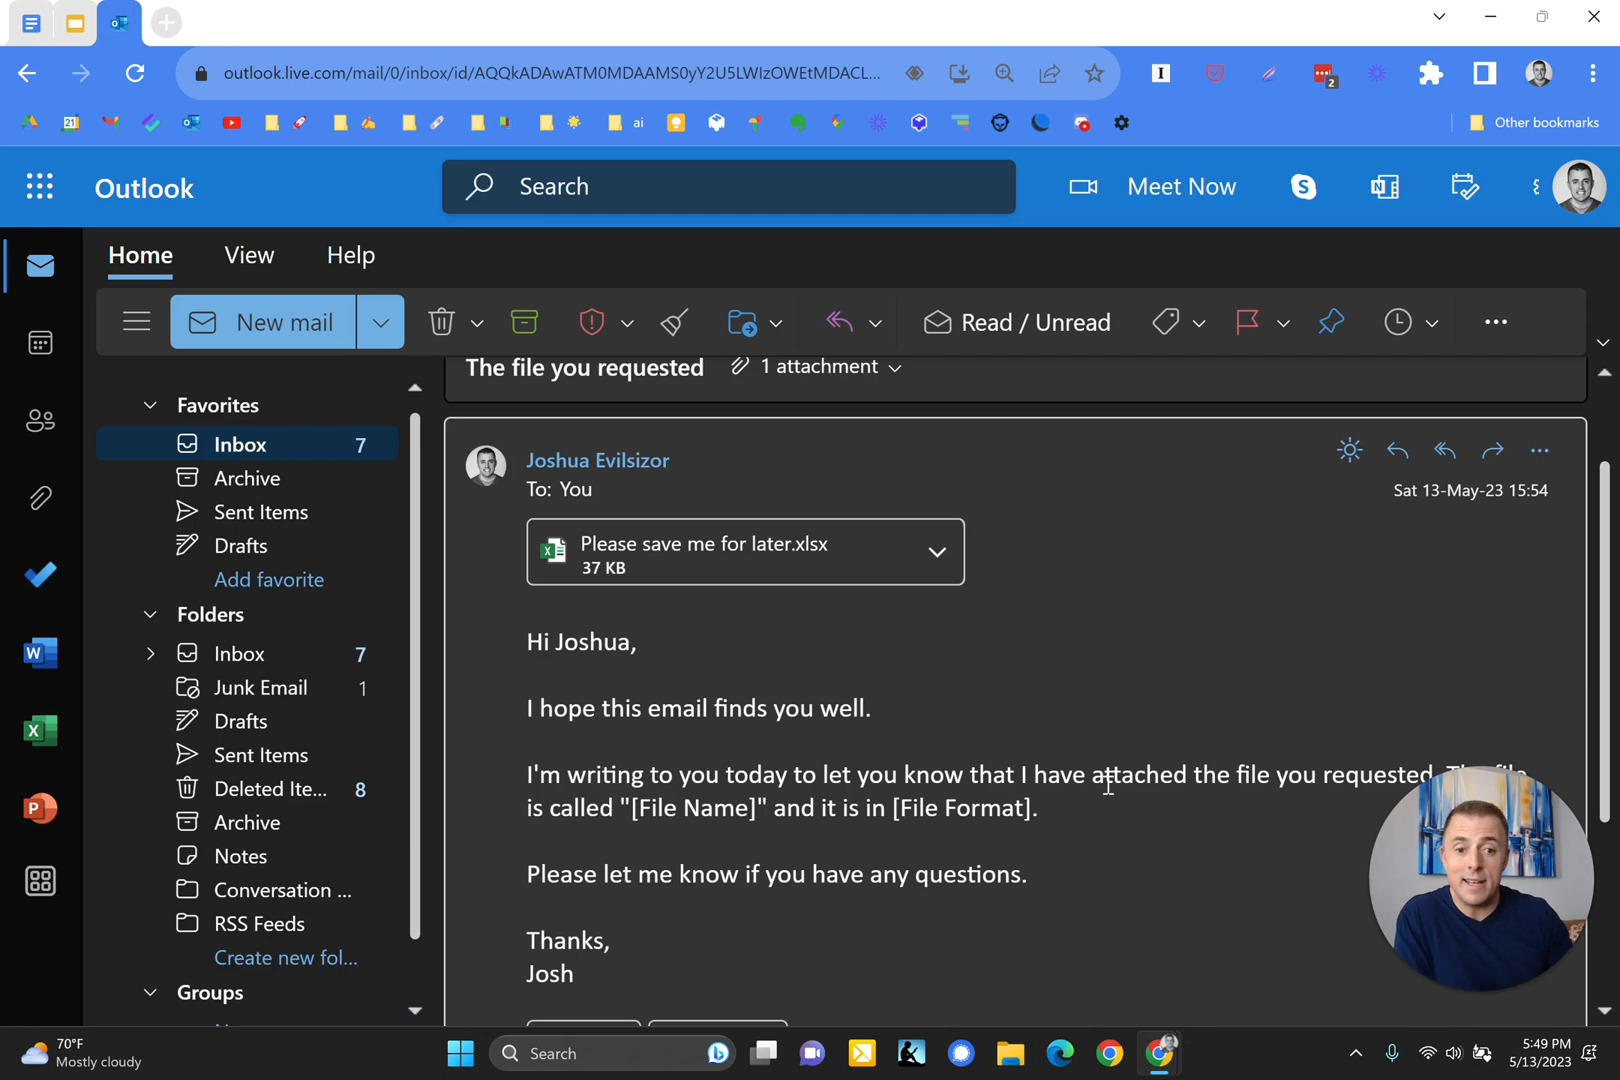 outlook.live.com/mail/0/inbox/id/AQQkADAwATM0MDAAMS0yY2U5LWIzOWEtMDACL...
2
21
ai
Other bookmarks
Outlook
Search
Meet Now
Home
View
Help
New mail
Read / Unread
The file you requested
1 attachment
Favorites
Inbox 7
Archive
Sent Items
Drafts
Add favorite
Folders
Inbox 7
Junk Email 1
Drafts
Sent Items
Deleted Ite... 8
Archive
Notes
Conversation ...
RSS Feeds
Create new fol...
Groups
Joshua Evilsizor
To: You
Sat 13-May-23 15:54
Please save me for later.xlsx
37 KB
Hi Joshua,
I hope this email finds you well.
I'm writing to you today to let you know that I have attached the file you requested. The file
is called "[File Name]" and it is in [File Format].
Please let me know if you have any questions.
Thanks,
Josh
70°F
Mostly cloudy
Search
5:49 PM
5/13/2023